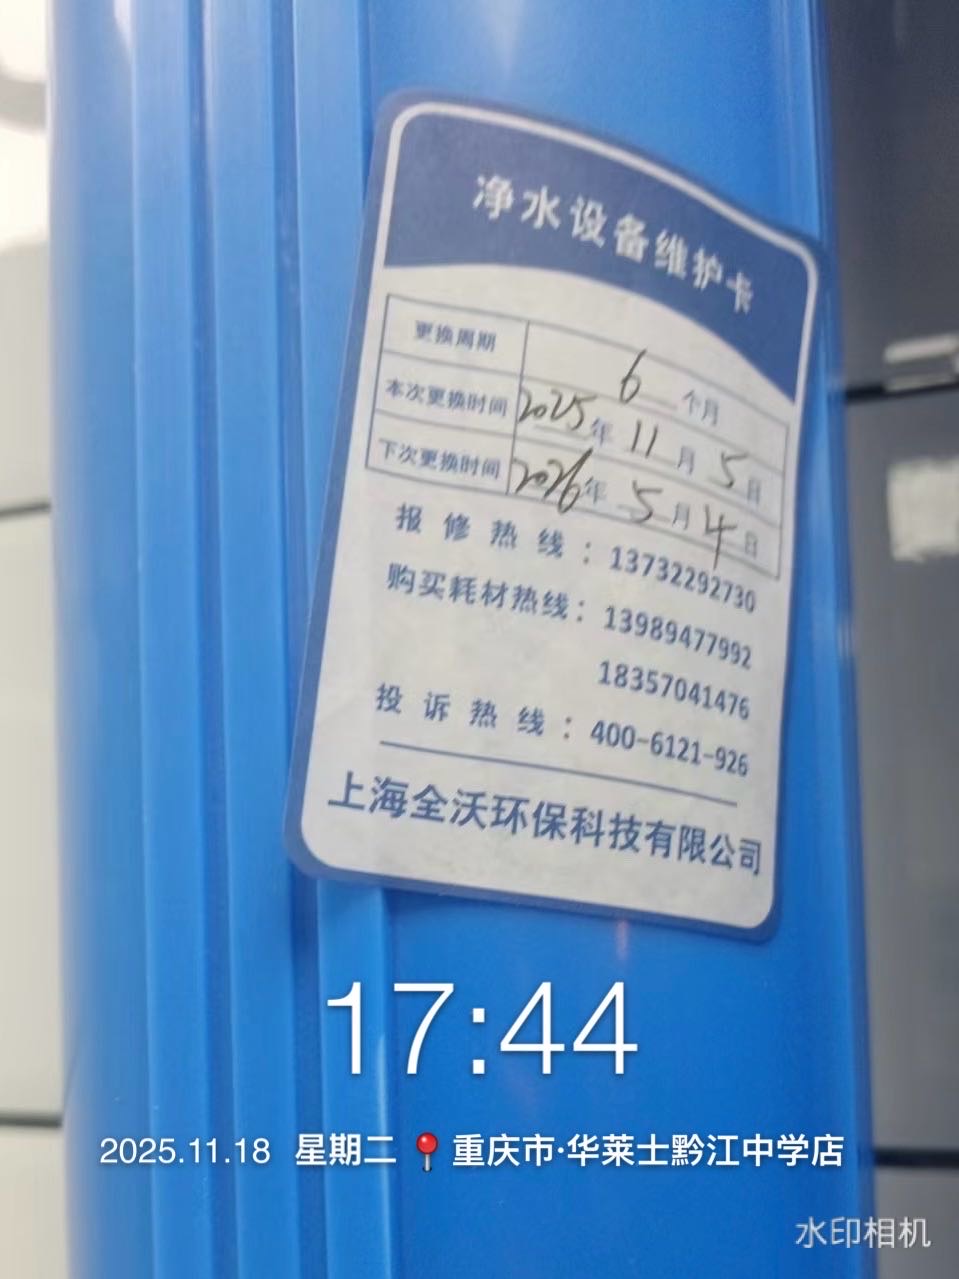 净水设备维护卡
更换周期 6 个月
本次更换时间 2025年 11 月 5 日
下次更换时间 2026年 5 月 4 日
报修热线：13732292730
购买耗材热线：13989477992
18357041476
投诉热线：400-6121-926
上海全沃环保科技有限公司
17:44
2025.11.18 星期二 重庆市·华莱士黔江中学店
水印相机